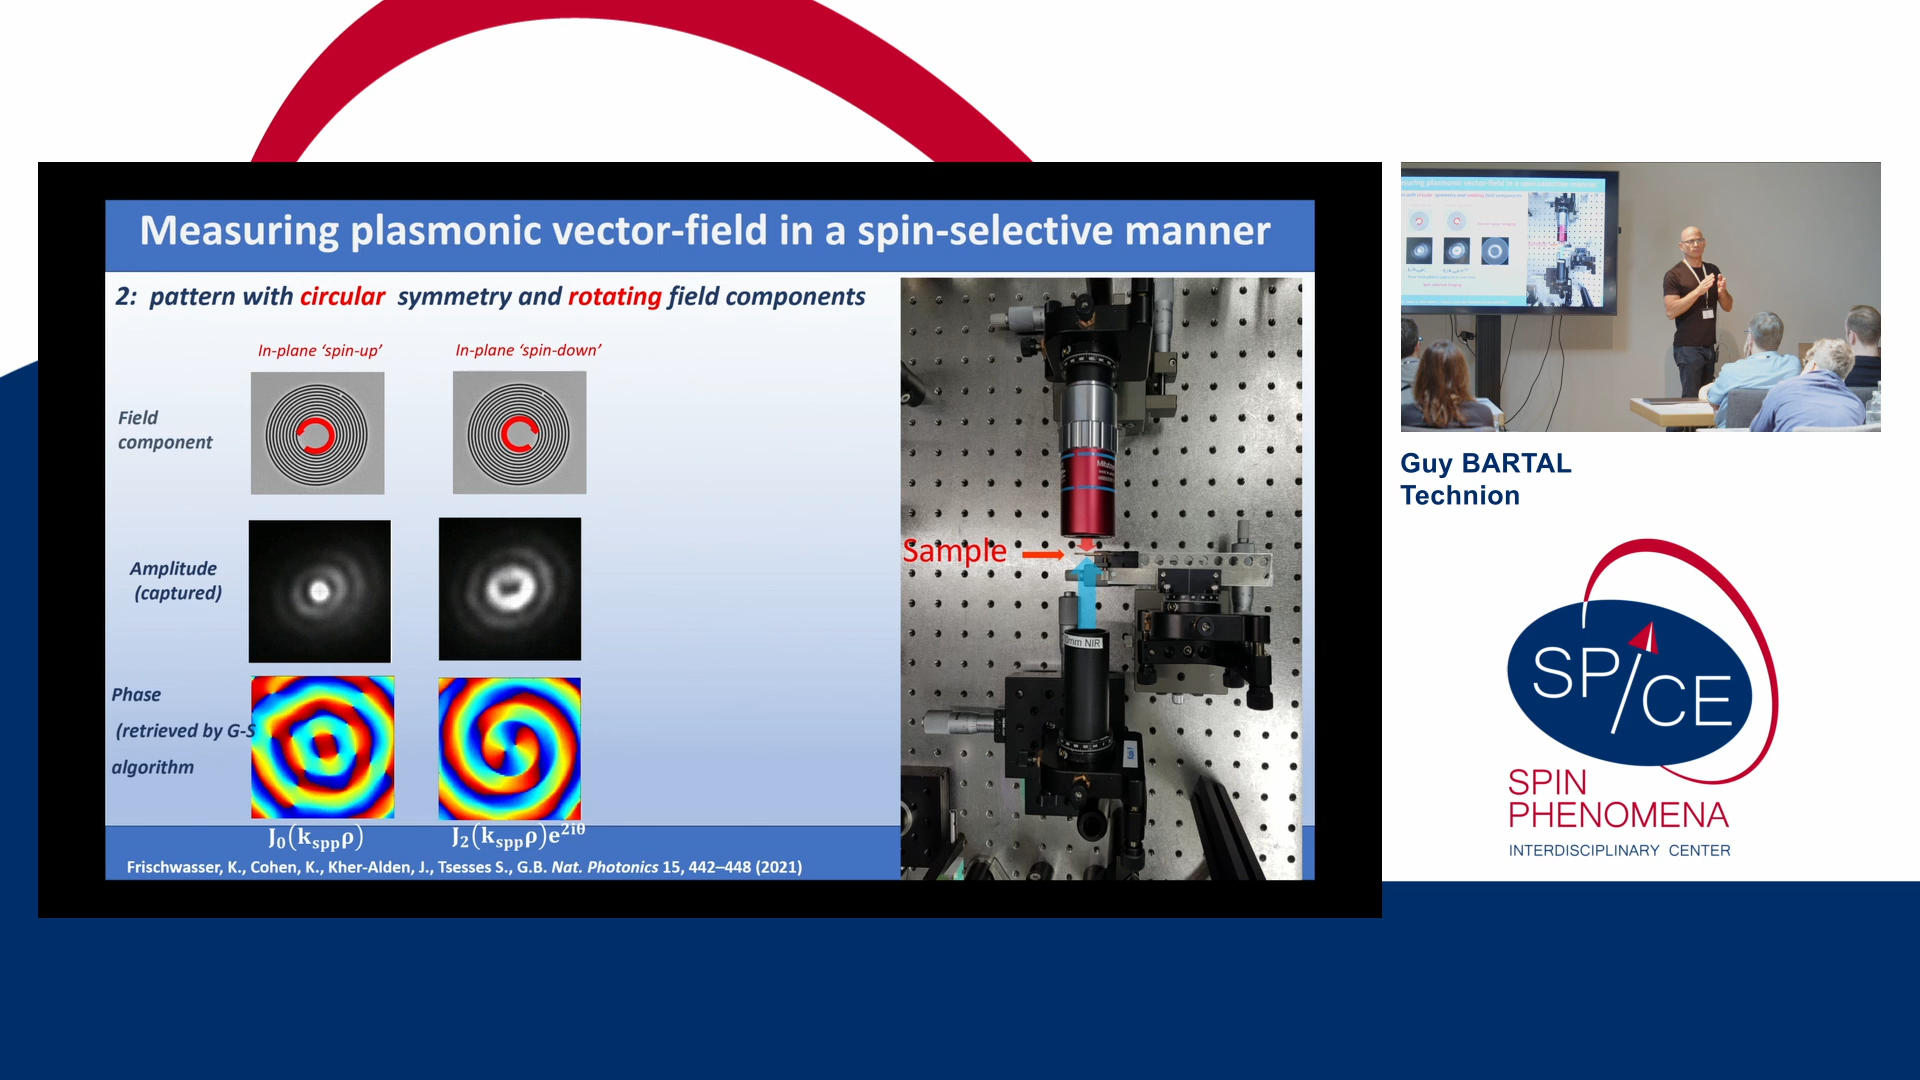 Measuring plasmonic vector-field in a spin-selective manner
2: pattern with circular symmetry and rotating field components
In-plane ‘spin-up’
In-plane ‘spin-down’
Field
component
Amplitude
(captured)
Phase
(retrieved by G-S
algorithm
J₀(kₛₚₚρ)
J₂(kₛₚₚρ)e²ⁱᶿ
Frischwasser, K., Cohen, K., Kher-Alden, J., Tsesses S., G.B. Nat. Photonics 15, 442–448 (2021)
Sample
NIR
Guy BARTAL
Technion
SPICE
SPIN
PHENOMENA
INTERDISCIPLINARY CENTER